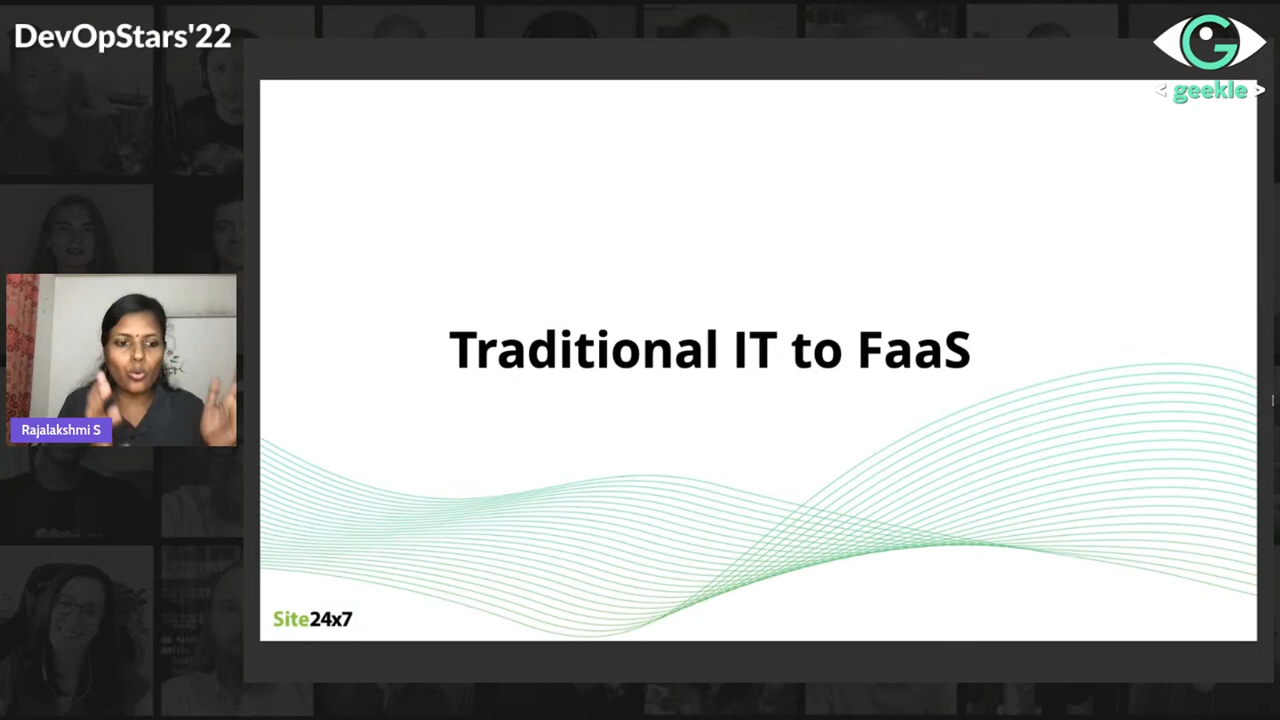 DevOpStars'22
< geekle >
Traditional IT to FaaS
Rajalakshmi S
Site24x7